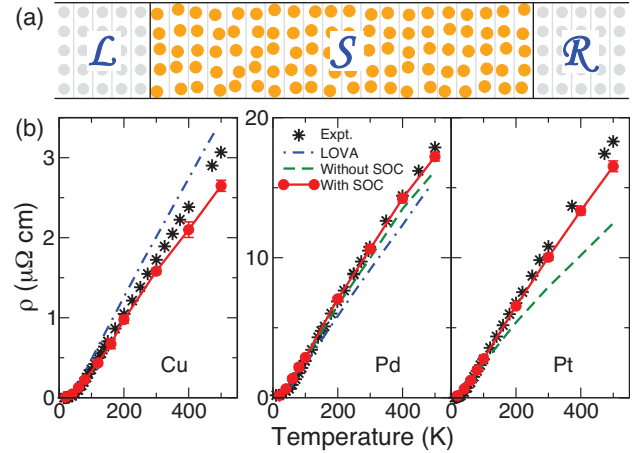 (a)
L S R
(b)
3
2
1
0
ρ (μΩ cm)
20
10
0
Expt.
LOVA
Without SOC
With SOC
Cu
Pd
Pt
0 200 400 0 200 400 0 200 400
Temperature (K)